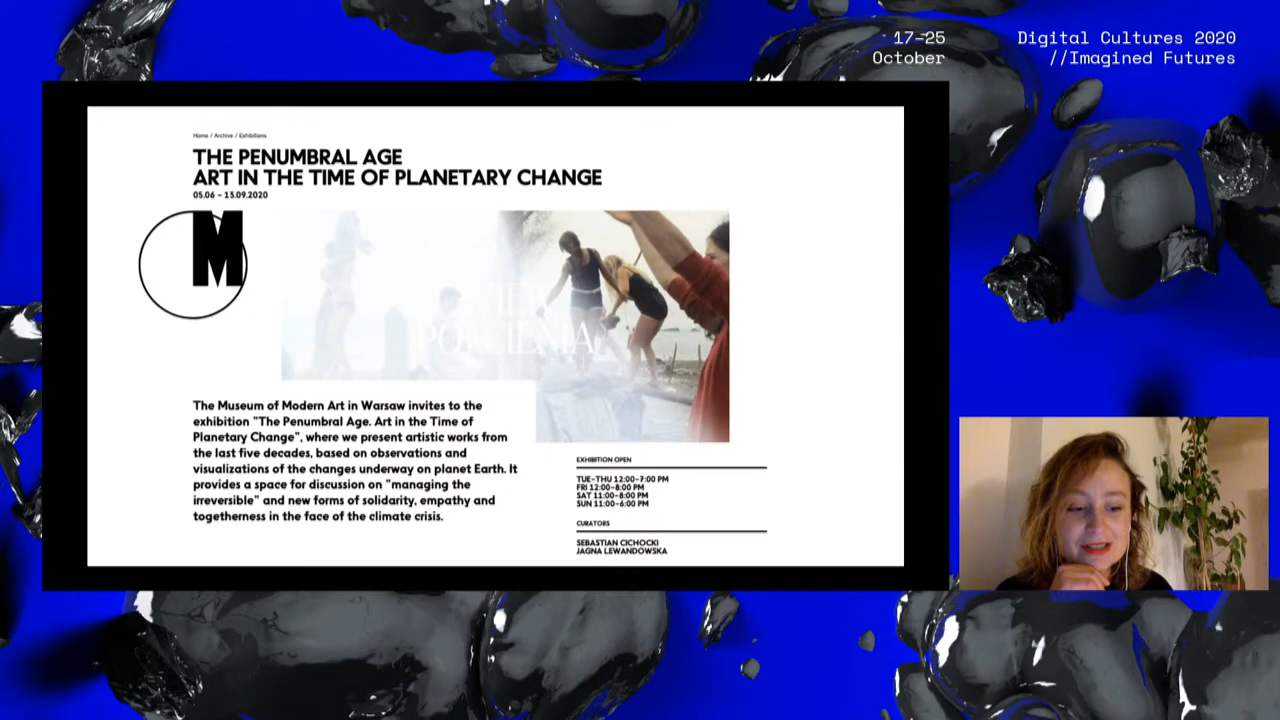 17–25
October
Digital Cultures 2020
//Imagined Futures
Home / Archive / Exhibitions
THE PENUMBRAL AGE
ART IN THE TIME OF PLANETARY CHANGE
05.06 – 13.09.2020
M
The Museum of Modern Art in Warsaw invites to the
exhibition "The Penumbral Age. Art in the Time of
Planetary Change", where we present artistic works from
the last five decades, based on observations and
visualizations of the changes underway on planet Earth. It
provides a space for discussion on "managing the
irreversible" and new forms of solidarity, empathy and
togetherness in the face of the climate crisis.
EXHIBITION OPEN
TUE–THU 12:00–7:00 PM
FRI 12:00–8:00 PM
SAT 11:00–8:00 PM
SUN 11:00–6:00 PM
CURATORS
SEBASTIAN CICHOCKI
JAGNA LEWANDOWSKA